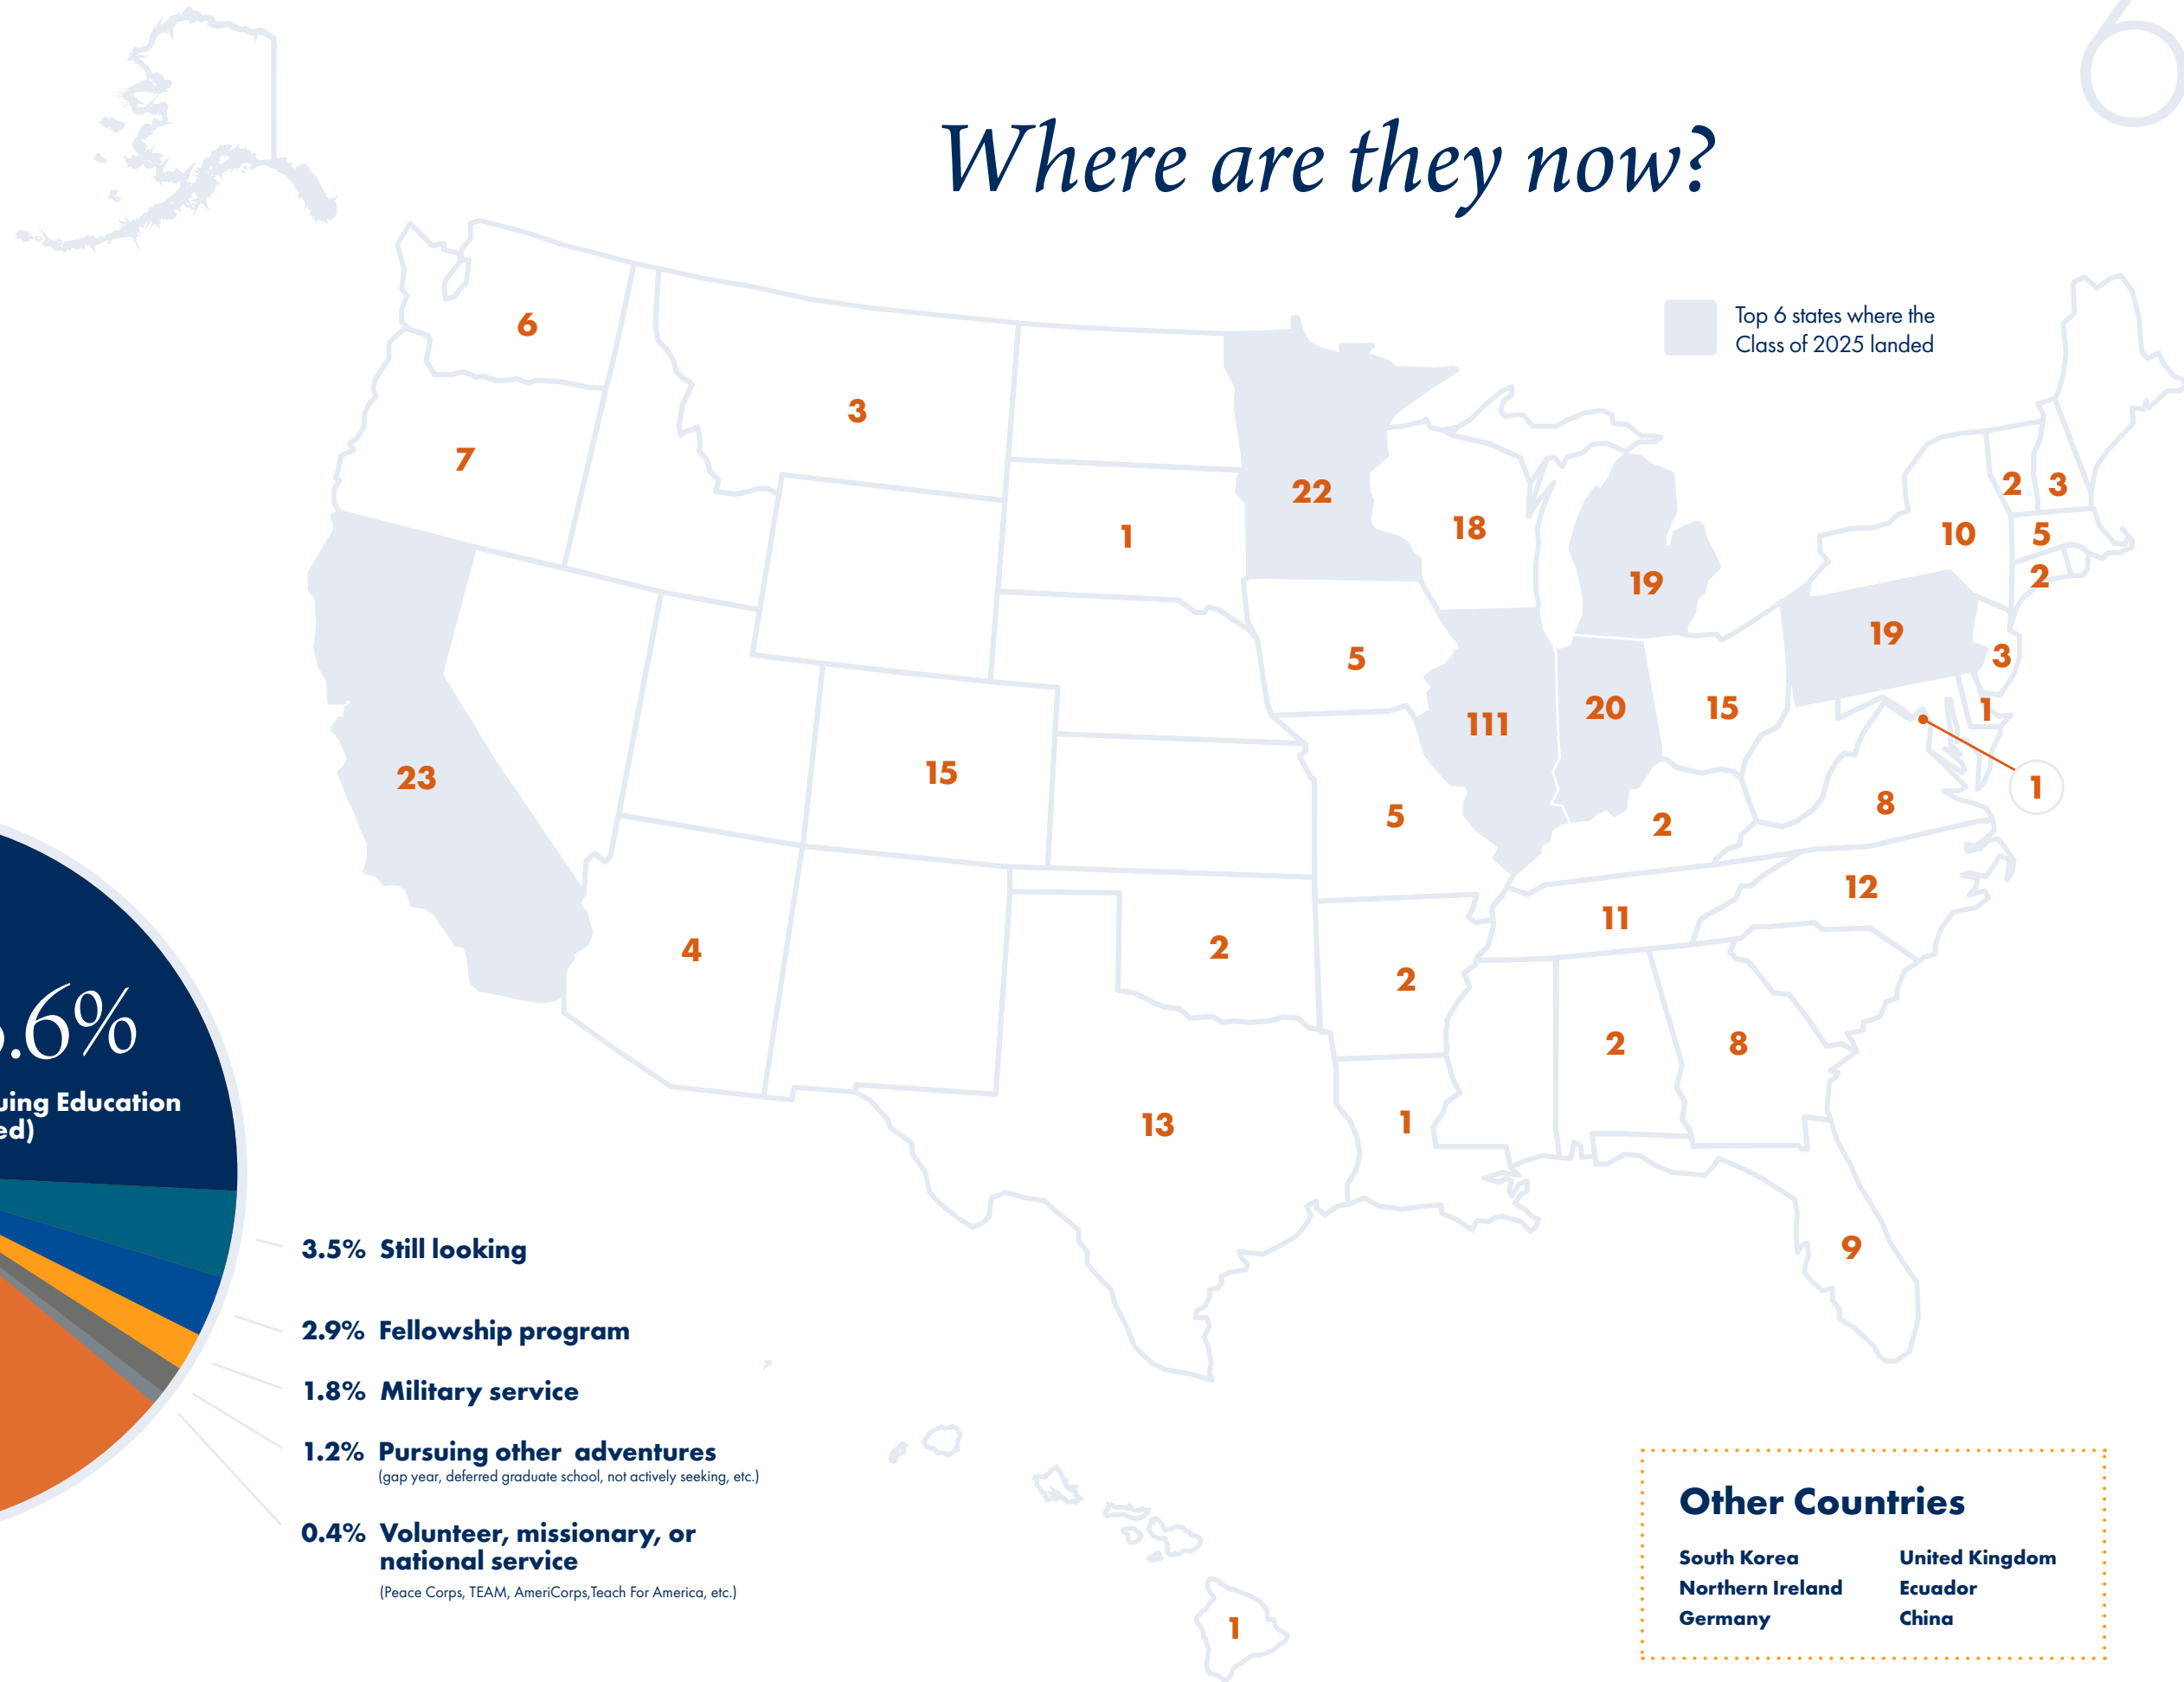 6
Where are they now?
Top 6 states where the
Class of 2025 landed
6
3
7
22
1
18
2
3
10
5
19
2
19
5
3
20
15
1
111
23
15
1
5
8
2
12
11
4
2
2
2
8
13
1
9
1
.6%
Education
3.5% Still looking
2.9% Fellowship program
1.8% Military service
1.2% Pursuing other adventures
(gap year, deferred graduate school, not actively seeking, etc.)
0.4% Volunteer, missionary, or
national service
(Peace Corps, TEAM, AmeriCorps,Teach For America, etc.)
Other Countries
South Korea
Northern Ireland
Germany
United Kingdom
Ecuador
China